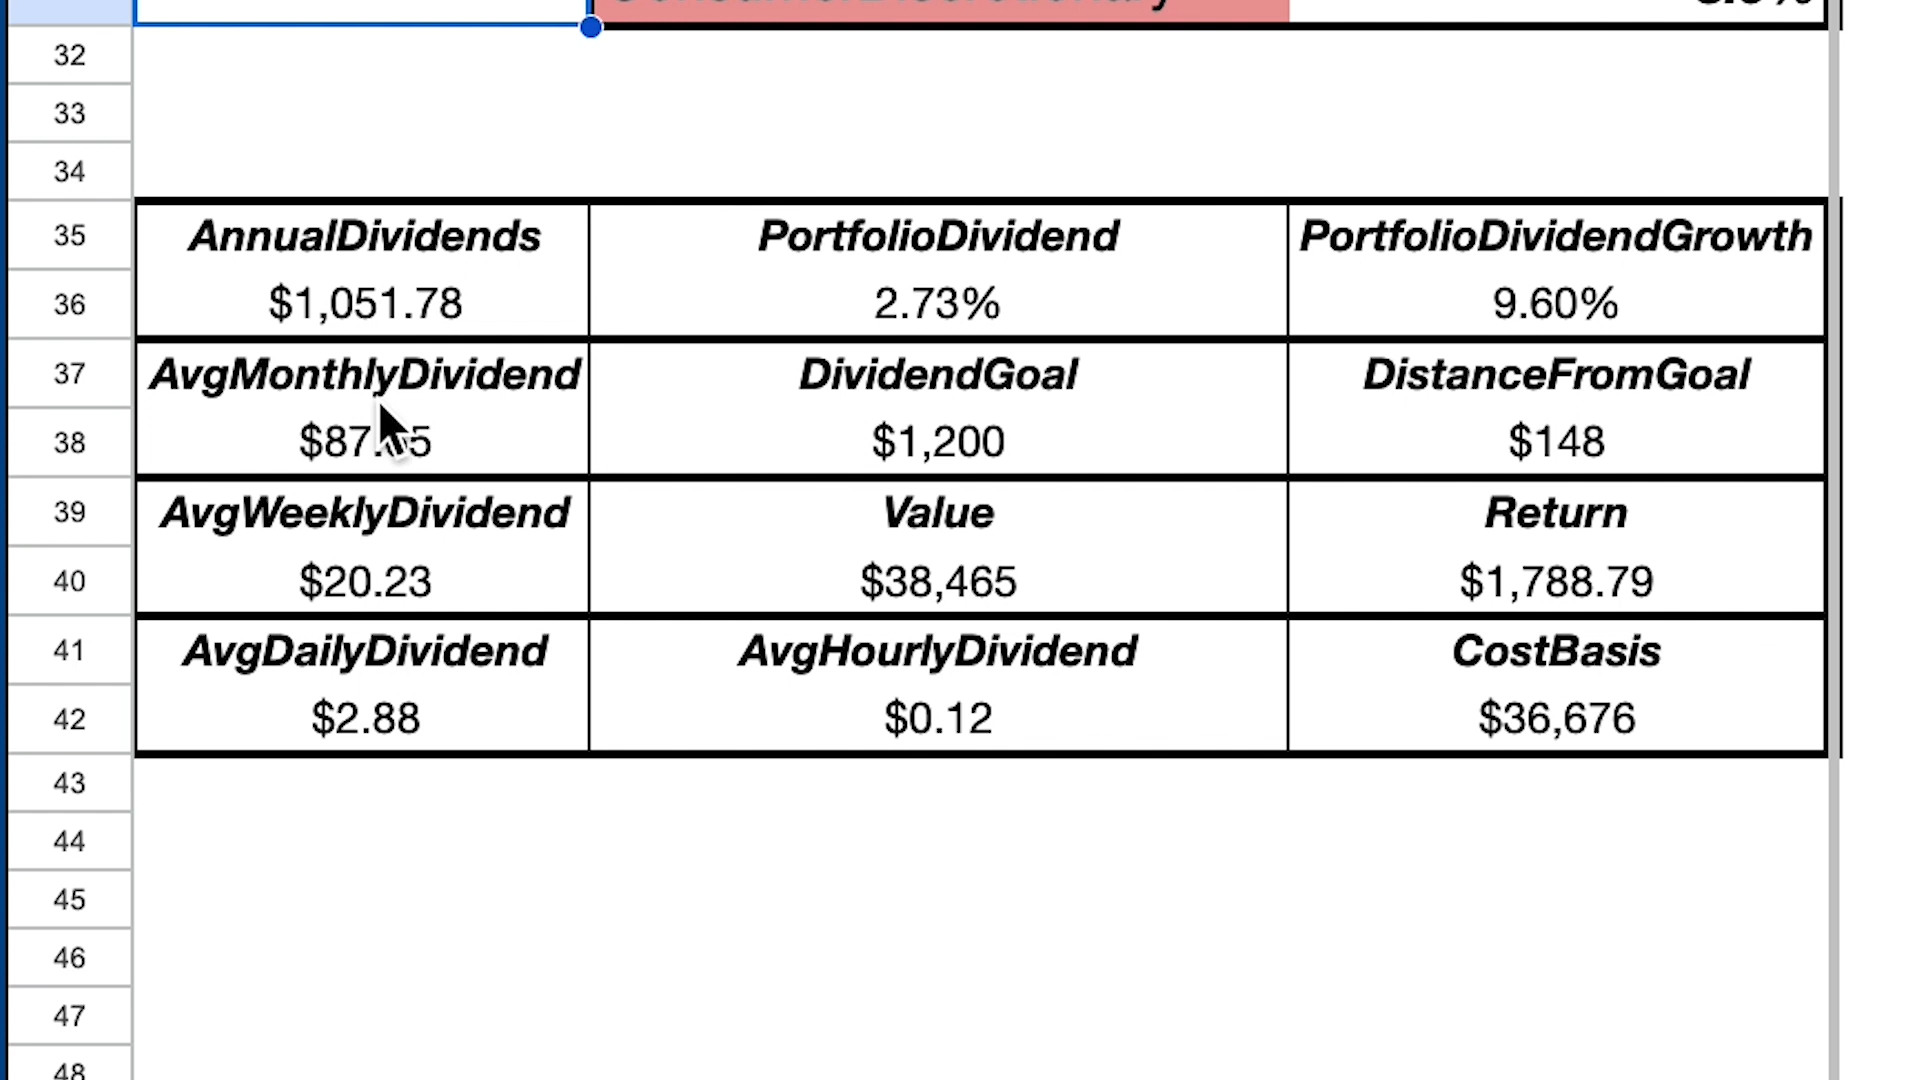 32
33
34
35 AnnualDividends PortfolioDividend PortfolioDividendGrowth
36 $1,051.78 2.73% 9.60%
37 AvgMonthlyDividend DividendGoal DistanceFromGoal
38 $1,200 $148
39 AvgWeeklyDividend Value Return
40 $20.23 $38,465 $1,788.79
41 AvgDailyDividend AvgHourlyDividend CostBasis
42 $2.88 $0.12 $36,676
43
44
45
46
47
48